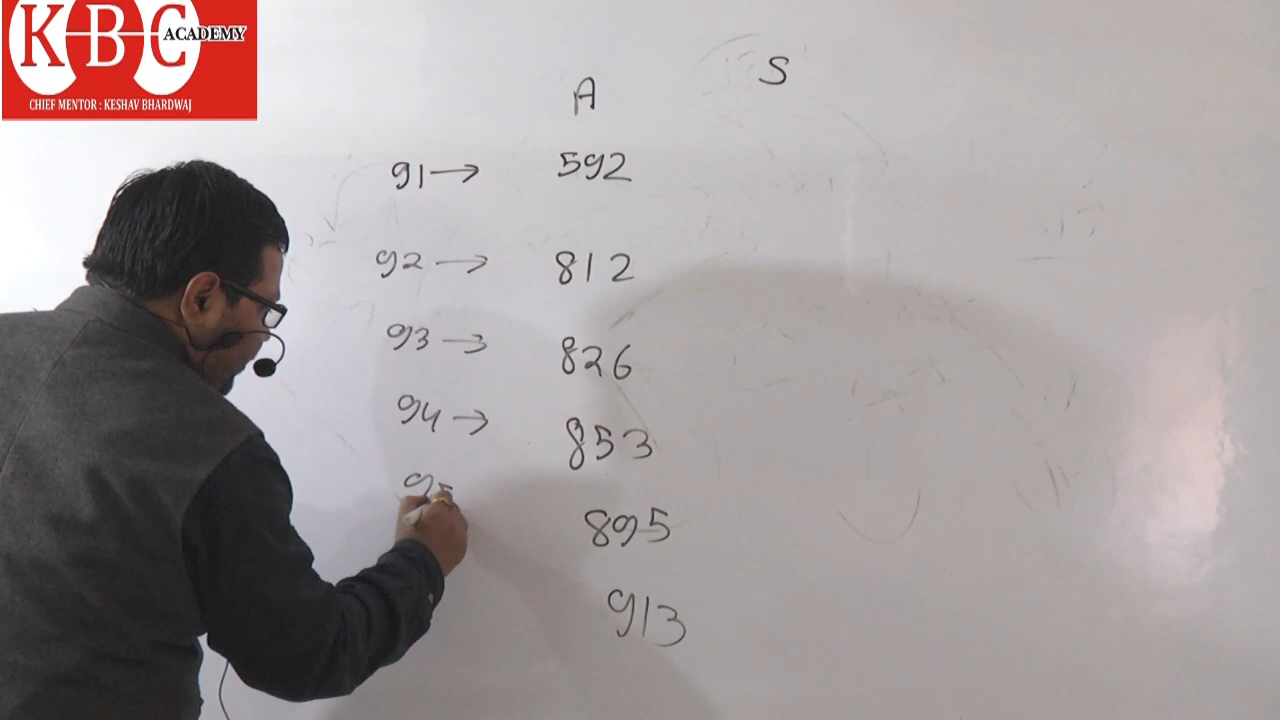 KBC
ACADEMY
CHIEF MENTOR : KESHAV BHARDWAJ
A S
91 → 592
92 → 812
93 → 826
94 → 853
895
913